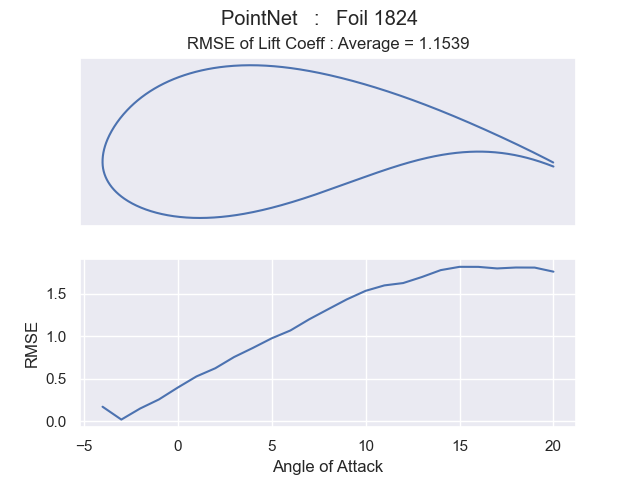 PointNet : Foil 1824
RMSE of Lift Coeff : Average = 1.1539
1.5
1.0
0.5
0.0
RMSE
−5 0 5 10 15 20
Angle of Attack